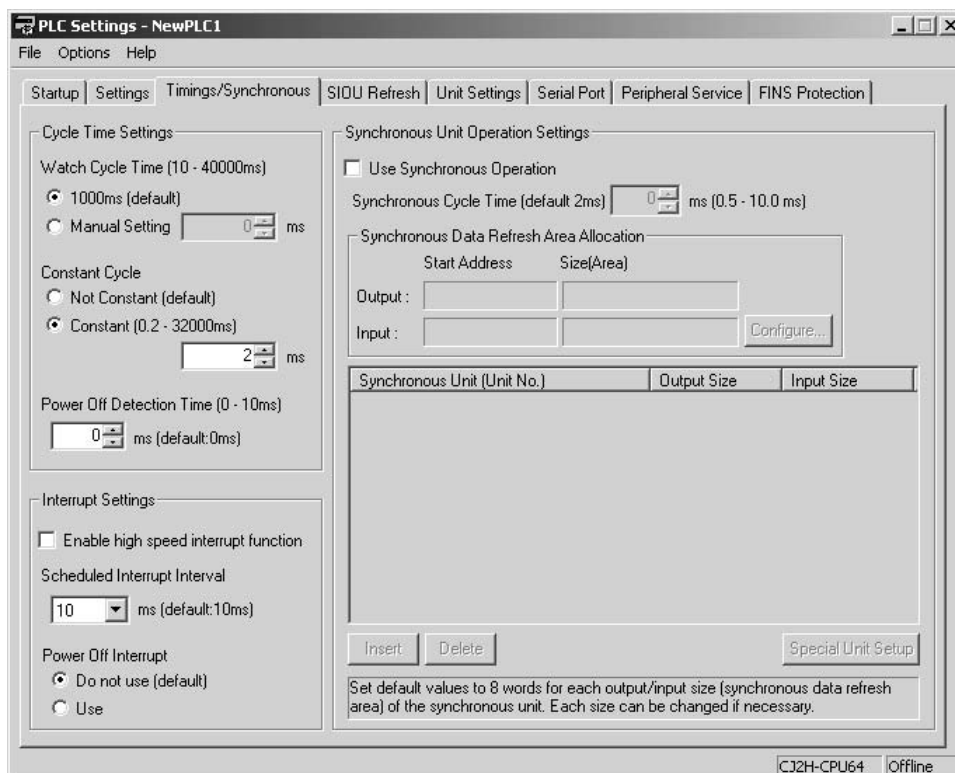 PLC Settings - NewPLC1
File Options Help
Startup Settings Timings/Synchronous SIOU Refresh Unit Settings Serial Port Peripheral Service FINS Protection
Cycle Time Settings
Watch Cycle Time (10 - 40000ms)
1000ms (default)
Manual Setting 0 ms
Constant Cycle
Not Constant (default)
Constant (0.2 - 32000ms)
2 ms
Power Off Detection Time (0 - 10ms)
0 ms (default:0ms)
Interrupt Settings
Enable high speed interrupt function
Scheduled Interrupt Interval
10 ms (default:10ms)
Power Off Interrupt
Do not use (default)
Use
Synchronous Unit Operation Settings
Use Synchronous Operation
Synchronous Cycle Time (default 2ms) 0 ms (0.5 - 10.0 ms)
Synchronous Data Refresh Area Allocation
Start Address Size(Area)
Output :
Input : Configure...
Synchronous Unit (Unit No.) Output Size Input Size
Insert Delete Special Unit Setup
Set default values to 8 words for each output/input size (synchronous data refresh
area) of the synchronous unit. Each size can be changed if necessary.
CJ2H-CPU64 Offline